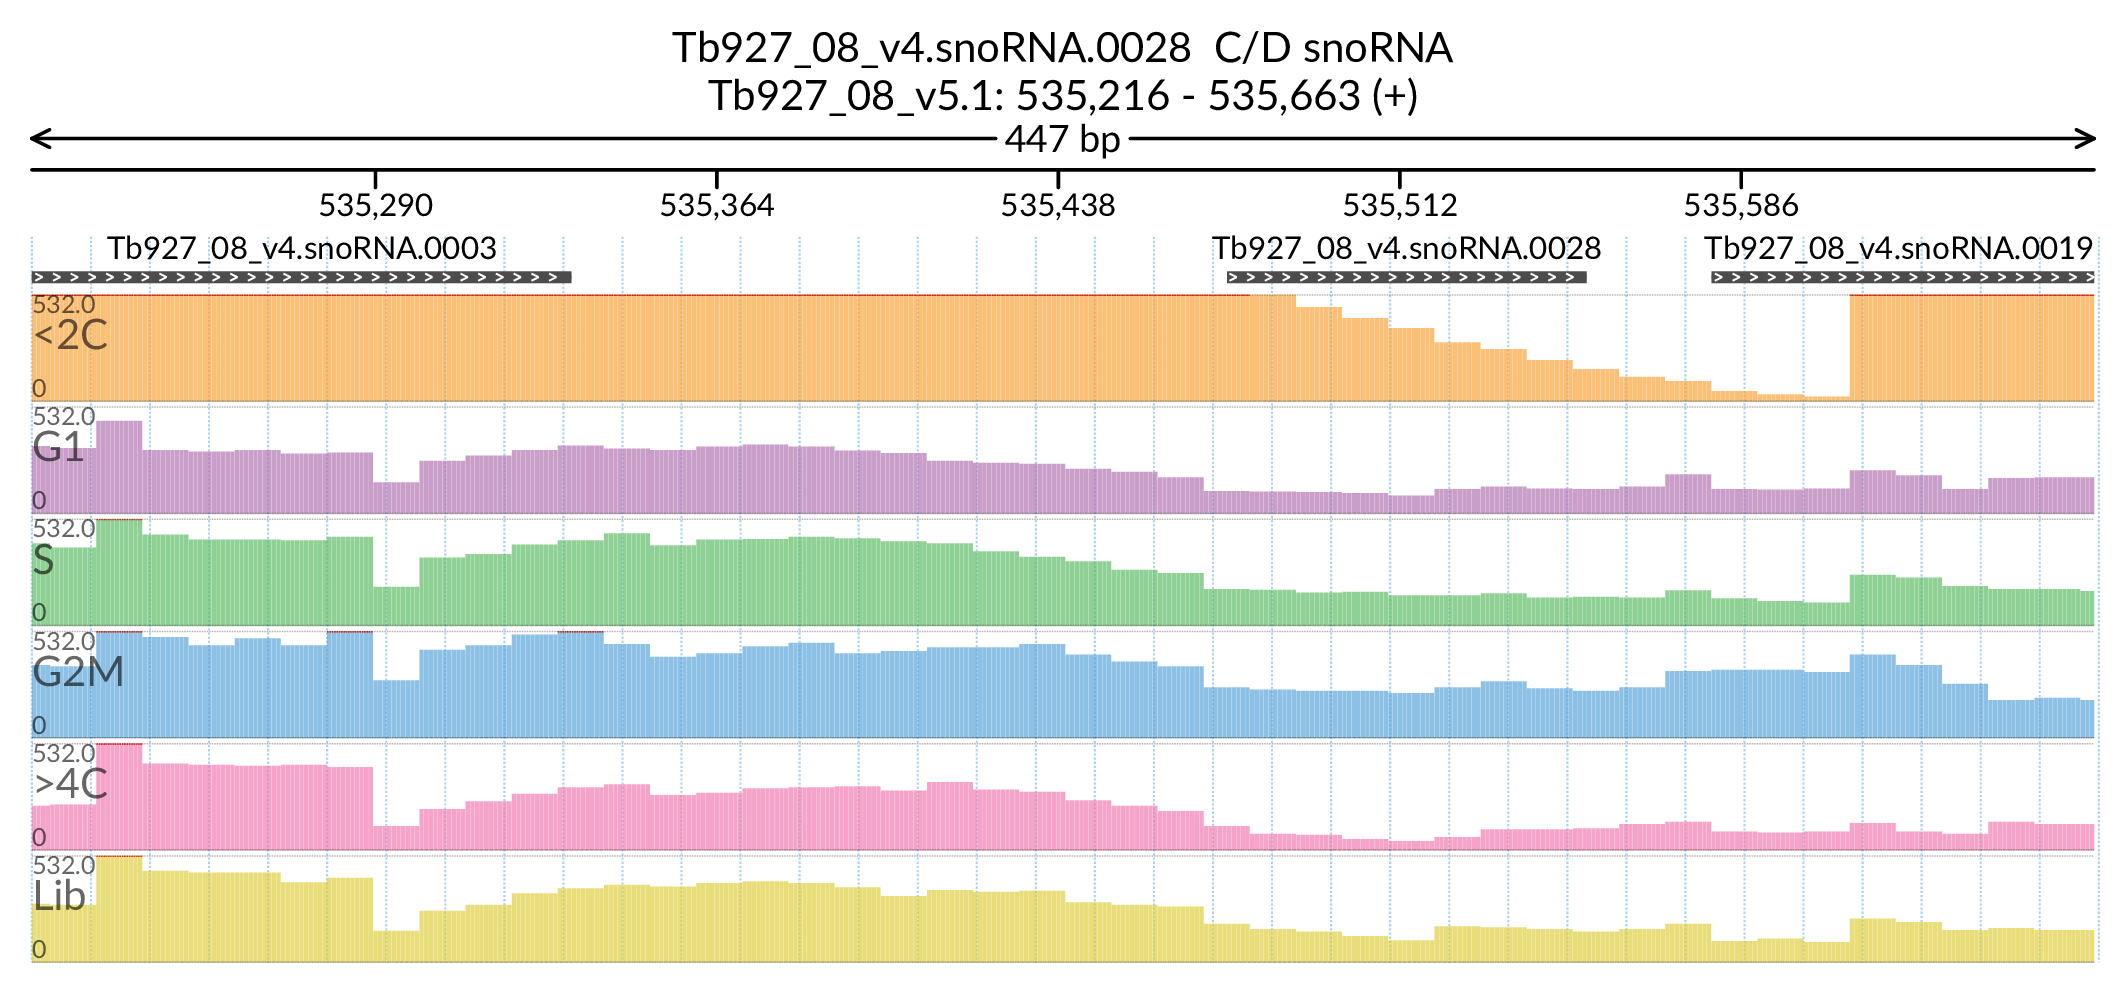 Tb927_08_v4.snoRNA.0028  C/D snoRNA
Tb927_08_v5.1: 535,216 - 535,663 (+)
447 bp
535,290 535,364 535,438 535,512 535,586
Tb927_08_v4.snoRNA.0003 Tb927_08_v4.snoRNA.0028 Tb927_08_v4.snoRNA.0019
532.0
<2C
0
532.0
G1
0
532.0
S
0
532.0
G2M
0
532.0
>4C
0
532.0
Lib
0